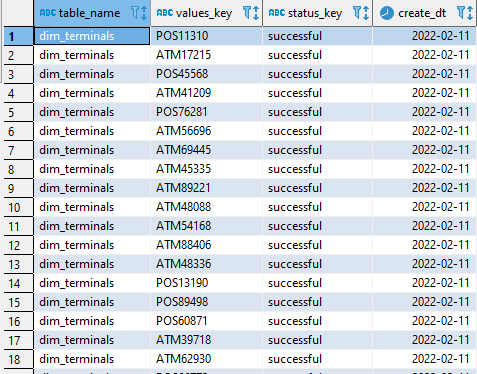 ABC table_name ABC values_key ABC status_key create_dt
1 dim_terminals POS11310 successful 2022-02-11
2 dim_terminals ATM17215 successful 2022-02-11
3 dim_terminals POS45568 successful 2022-02-11
4 dim_terminals ATM41209 successful 2022-02-11
5 dim_terminals POS76281 successful 2022-02-11
6 dim_terminals ATM56696 successful 2022-02-11
7 dim_terminals ATM69445 successful 2022-02-11
8 dim_terminals ATM45335 successful 2022-02-11
9 dim_terminals ATM89221 successful 2022-02-11
10 dim_terminals ATM48088 successful 2022-02-11
11 dim_terminals ATM54168 successful 2022-02-11
12 dim_terminals ATM88406 successful 2022-02-11
13 dim_terminals ATM48336 successful 2022-02-11
14 dim_terminals POS13190 successful 2022-02-11
15 dim_terminals POS89498 successful 2022-02-11
16 dim_terminals POS60871 successful 2022-02-11
17 dim_terminals ATM39718 successful 2022-02-11
18 dim_terminals ATM62930 successful 2022-02-11